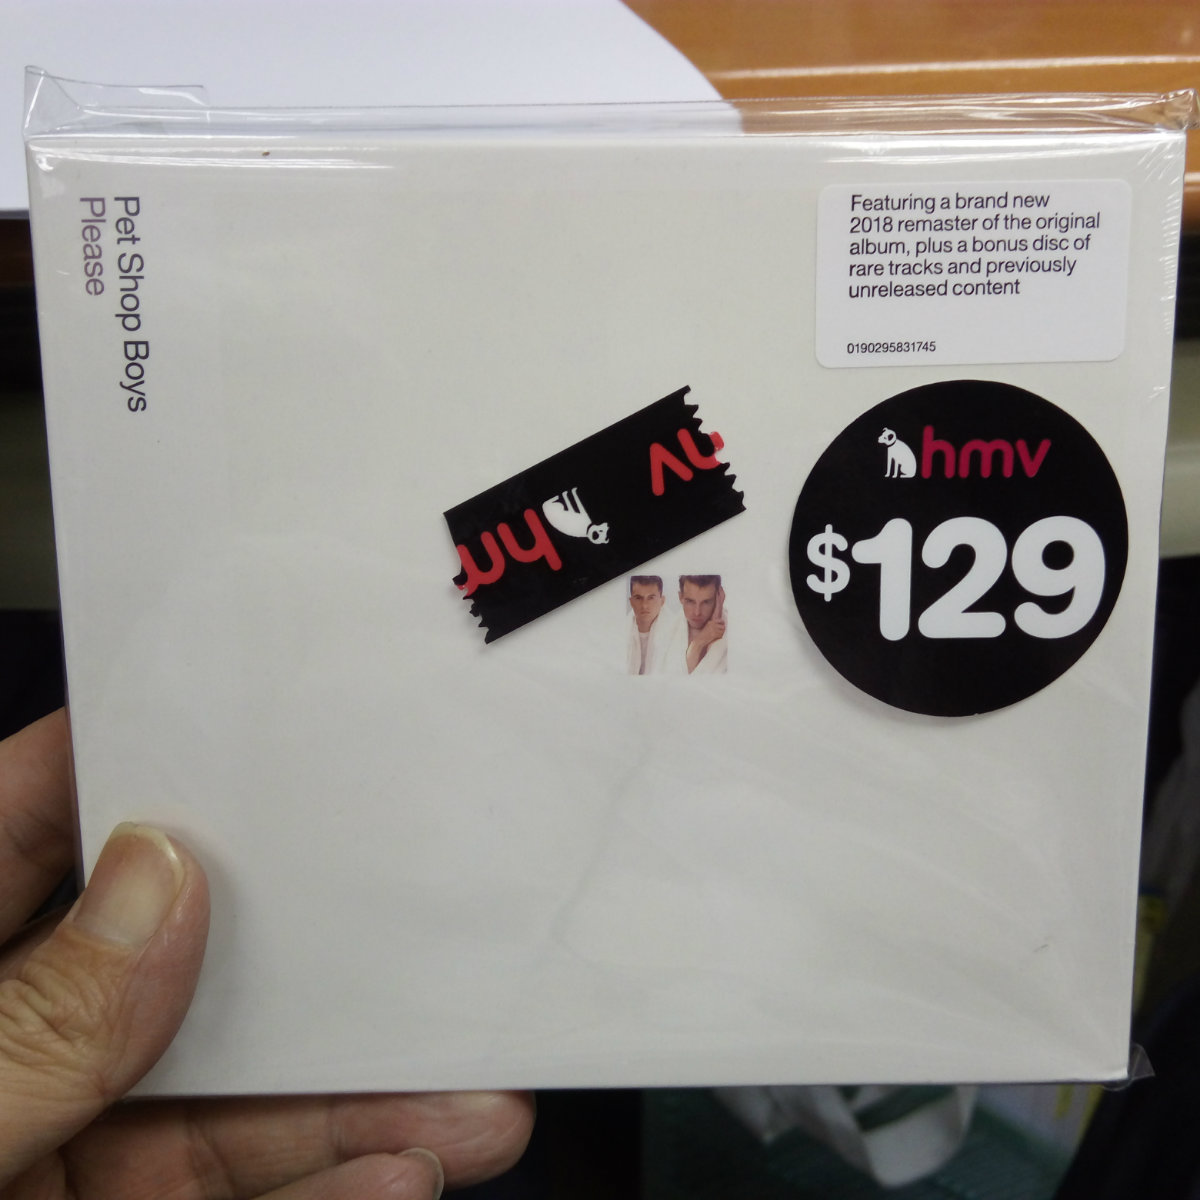 Pet Shop Boys
Please
Featuring a brand new
2018 remaster of the original
album, plus a bonus disc of
rare tracks and previously
unreleased content
0190295831745
hmv
$129
hm
v